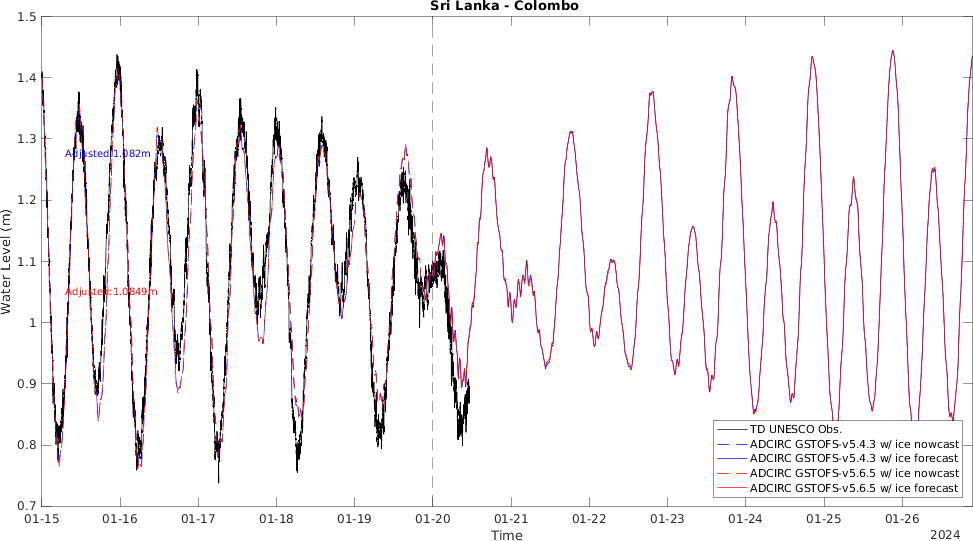 Sri Lanka - Colombo
1.5
1.4
1.3
1.2
1.1
1
0.9
0.8
0.7
Water Level (m)
Adjusted:1.082m
Adjusted:1.0849m
TD UNESCO Obs.
ADCIRC GSTOFS-v5.4.3 w/ ice nowcast
ADCIRC GSTOFS-v5.4.3 w/ ice forecast
ADCIRC GSTOFS-v5.6.5 w/ ice nowcast
ADCIRC GSTOFS-v5.6.5 w/ ice forecast
01-15 01-16 01-17 01-18 01-19 01-20 01-21 01-22 01-23 01-24 01-25 01-26
Time
2024